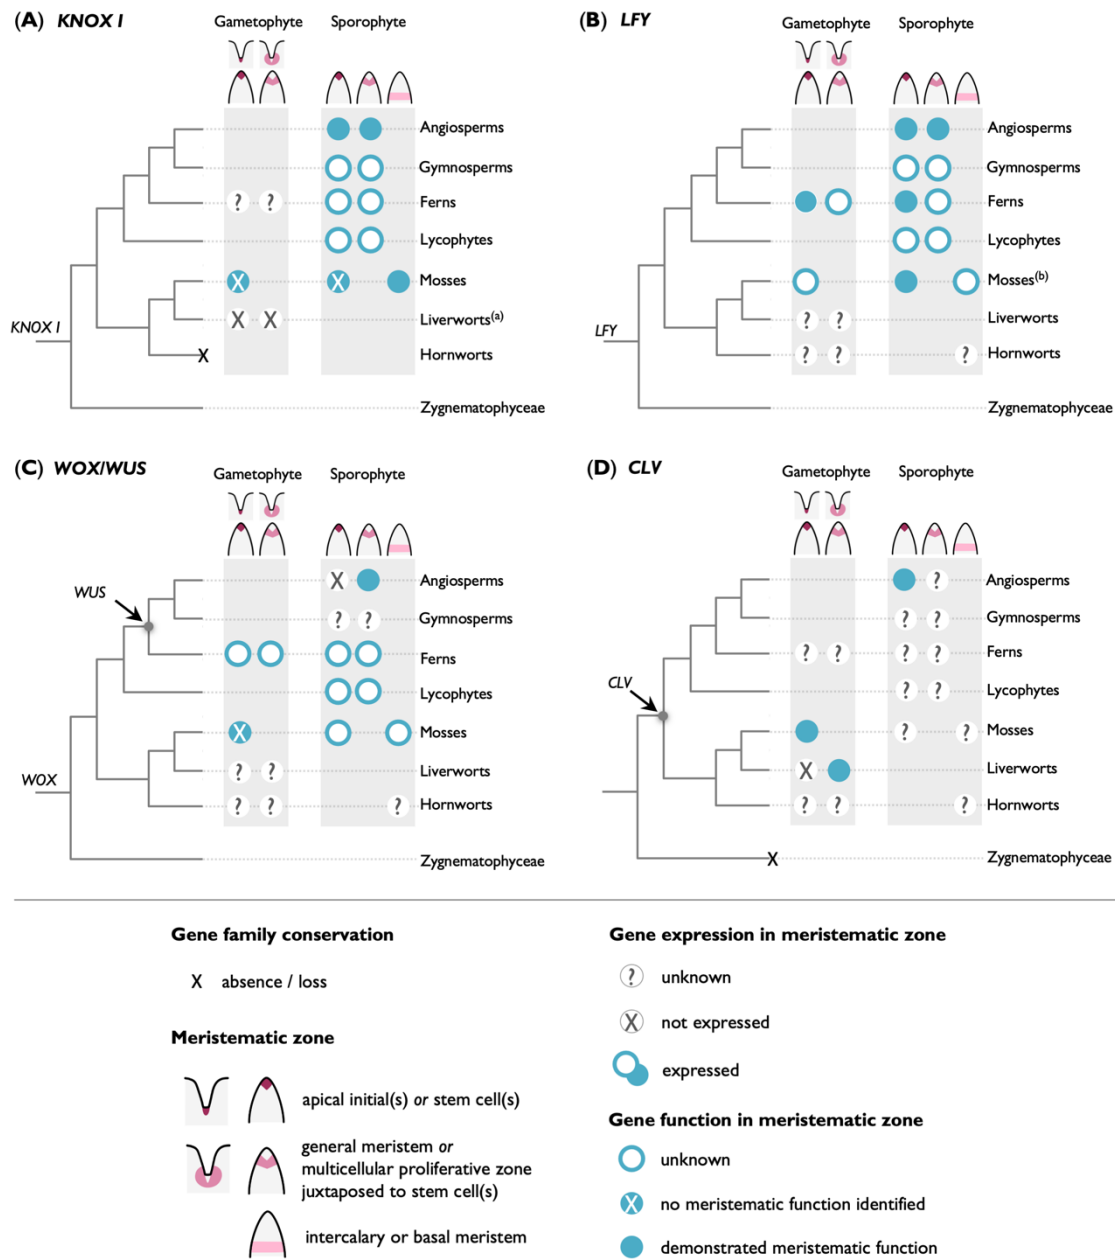 (A) KNOX I
Gametophyte Sporophyte
Angiosperms
Gymnosperms
? ? Ferns
Lycophytes
X X Mosses
KNOX I
X X Liverworts(a)
X Hornworts
Zygnematophyceae
(B) LFY
Gametophyte Sporophyte
Angiosperms
Gymnosperms
Ferns
Lycophytes
Mosses(b)
LFY
? ? Liverworts
? ? ? Hornworts
Zygnematophyceae
(C) WOX/WUS
Gametophyte Sporophyte
WUS
X Angiosperms
? ? Gymnosperms
Ferns
Lycophytes
X Mosses
WOX
? ? Liverworts
? ? ? Hornworts
Zygnematophyceae
(D) CLV
Gametophyte Sporophyte
? Angiosperms
? ? Gymnosperms
? ? ? ? Ferns
CLV
? ? Lycophytes
? ? Mosses
X Liverworts
? ? ? Hornworts
X Zygnematophyceae
Gene family conservation
X absence / loss
Meristematic zone
apical initial(s) or stem cell(s)
general meristem or
multicellular proliferative zone
juxtaposed to stem cell(s)
intercalary or basal meristem
Gene expression in meristematic zone
? unknown
X not expressed
expressed
Gene function in meristematic zone
unknown
X no meristematic function identified
demonstrated meristematic function